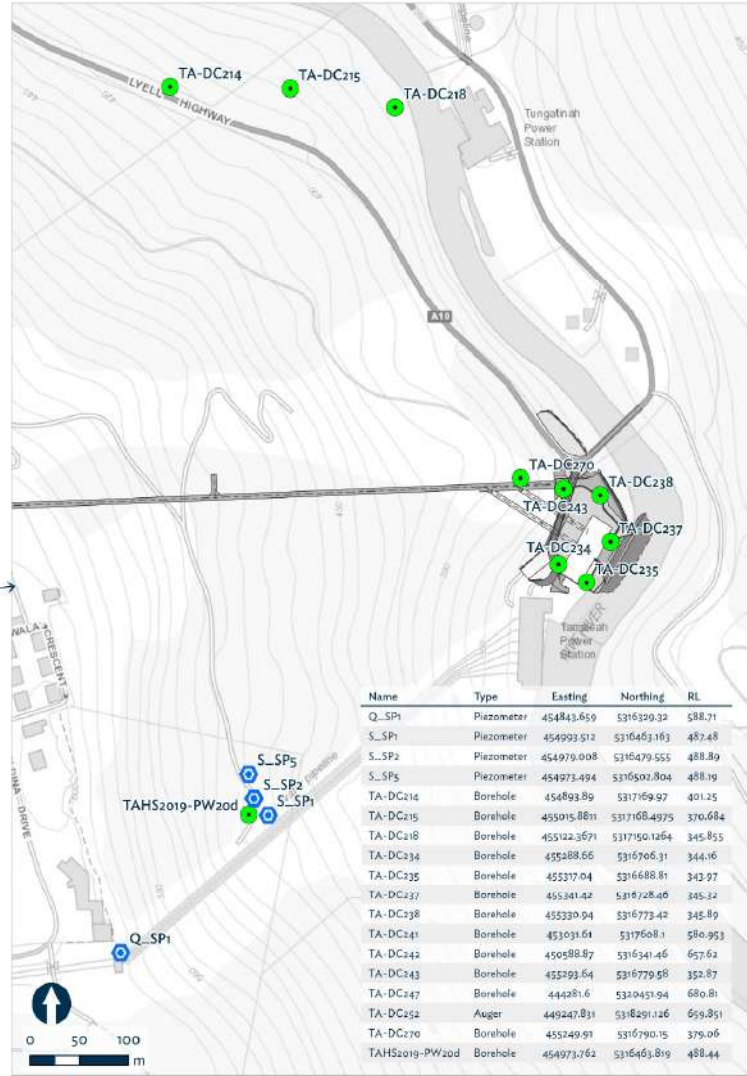 TA-DC214
TA-DC215
TA-DC218
LYELL HIGHWAY
Tungatinah
Power
Station
A10
TA-DC270
TA-DC238
TA-DC243
TA-DC237
TA-DC234
TA-DC235
RIVER
Station
Power
CRESCENT
DRIVE
pipeline
S_SP5
S_SP2
S_SP1
TAHS2019-PW20d
Q_SP1
Name Type Easting Northing RL
Q_SP1 Piezometer 454843.659 5316329.32 588.71
S_SP1 Piezometer 454993.512 5316463.163 487.48
S_SP2 Piezometer 454979.008 5316479.555 488.89
S_SP5 Piezometer 454973.494 5316502.804 488.19
TA-DC214 Borehole 454893.89 5317169.97 401.25
TA-DC215 Borehole 455015.8811 5317168.4975 370.684
TA-DC218 Borehole 455122.3671 5317150.1264 345.855
TA-DC234 Borehole 455288.66 5316706.31 344.16
TA-DC235 Borehole 455317.04 5316688.81 343.97
TA-DC237 Borehole 455341.42 5316728.46 345.32
TA-DC238 Borehole 455330.94 5316773.42 345.89
TA-DC241 Borehole 453031.61 5317608.1 580.953
TA-DC242 Borehole 450588.87 5316341.46 657.62
TA-DC243 Borehole 455293.64 5316779.58 352.87
TA-DC247 Borehole 444281.6 5320451.94 680.81
TA-DC252 Auger 449247.831 5318291.126 659.851
TA-DC270 Borehole 455249.91 5316790.15 379.06
TAHS2019-PW20d Borehole 454973.762 5316463.819 488.44
0 50 100
m